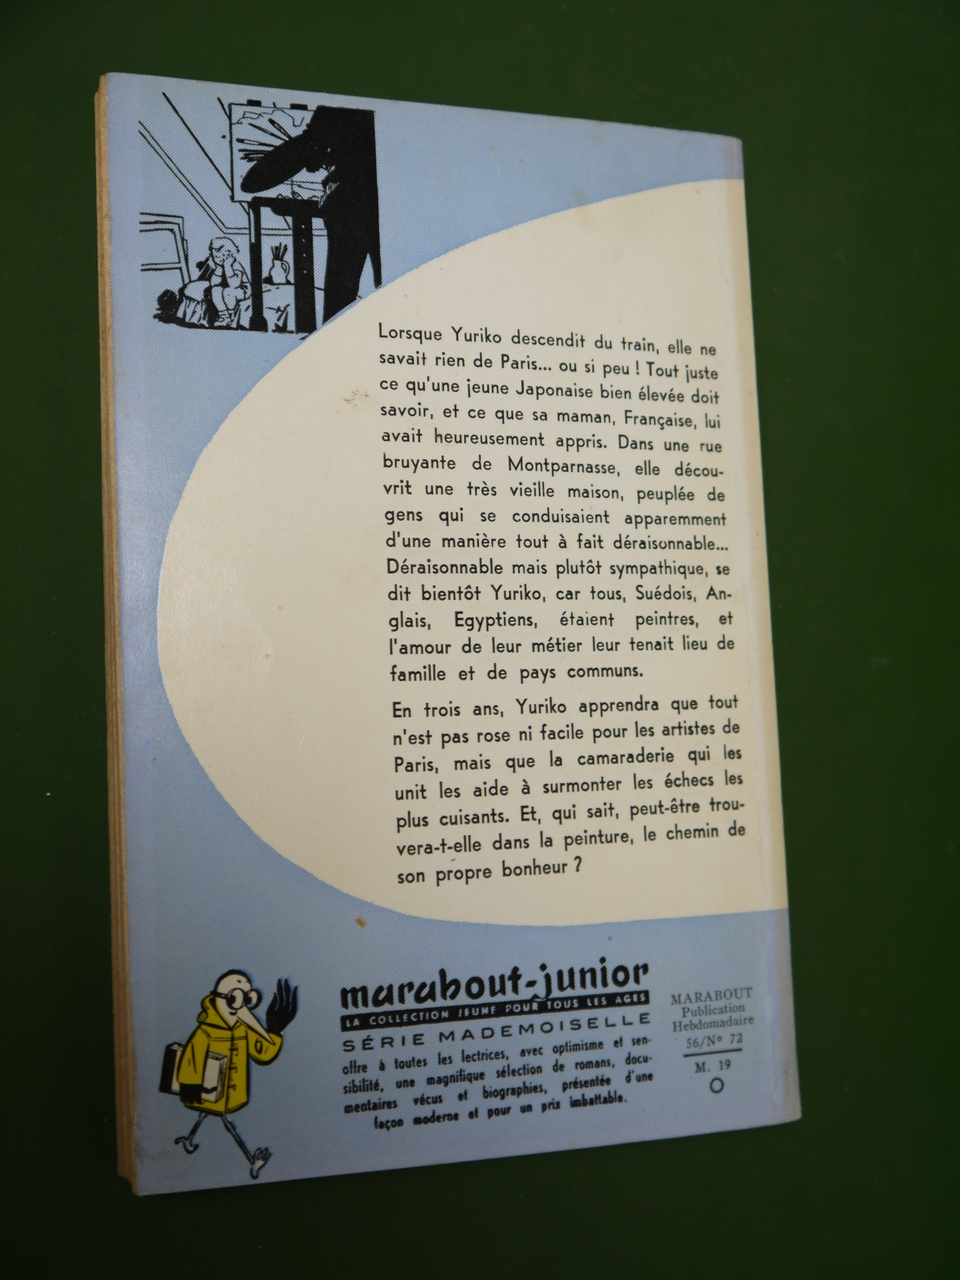 Lorsque Yuriko descendit du train, elle ne
savait rien de Paris... ou si peu ! Tout juste
ce qu'une jeune Japonaise bien élevée doit
savoir, et ce que sa maman, Française, lui
avait heureusement appris. Dans une rue
bruyante de Montparnasse, elle décou-
vrit une très vieille maison, peuplée de
gens qui se conduisaient apparemment
d'une manière tout à fait déraisonnable...
Déraisonnable mais plutôt sympathique, se
dit bientôt Yuriko, car tous, Suédois, An-
glais, Egyptiens, étaient peintres, et
l'amour de leur métier leur tenait lieu de
famille et de pays communs.
En trois ans, Yuriko apprendra que tout
n'est pas rose ni facile pour les artistes de
Paris, mais que la camaraderie qui les
unit les aide à surmonter les échecs les
plus cuisants. Et, qui sait, peut-être trou-
vera-t-elle dans la peinture, le chemin de
son propre bonheur ?
marabout-junior
LA COLLECTION JEUNE POUR TOUS LES AGES
SÉRIE MADEMOISELLE
offre à toutes les lectrices, avec optimisme et sen-
sibilité, une magnifique sélection de romans, docu-
mentaires vécus et biographies, présentée d'une
façon moderne et pour un prix imbattable.
MARABOUT
Publication
Hebdomadaire
56/N° 72
M. 19
O